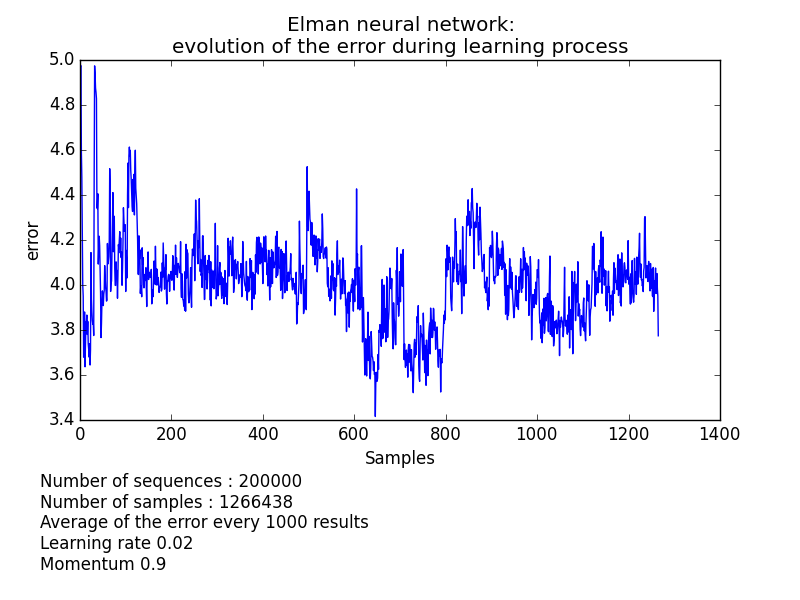 Elman neural network:
evolution of the error during learning process
5.0
4.8
4.6
4.4
4.2
4.0
3.8
3.6
3.4
error
0 200 400 600 800 1000 1200 1400
Samples
Number of sequences : 200000
Number of samples : 1266438
Average of the error every 1000 results
Learning rate 0.02
Momentum 0.9